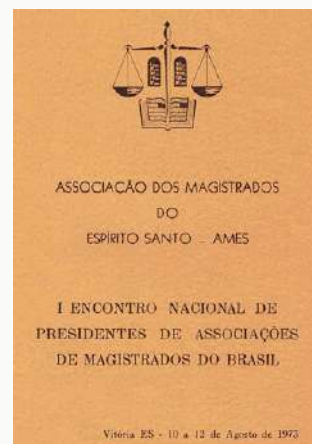 ASSOCIAÇÃO DOS MAGISTRADOS
DO
ESPÍRITO SANTO - AMES
I ENCONTRO NACIONAL DE
PRESIDENTES DE ASSOCIAÇÕES
DE MAGISTRADOS DO BRASIL
Vitória ES - 10 a 12 de Agosto de 1973